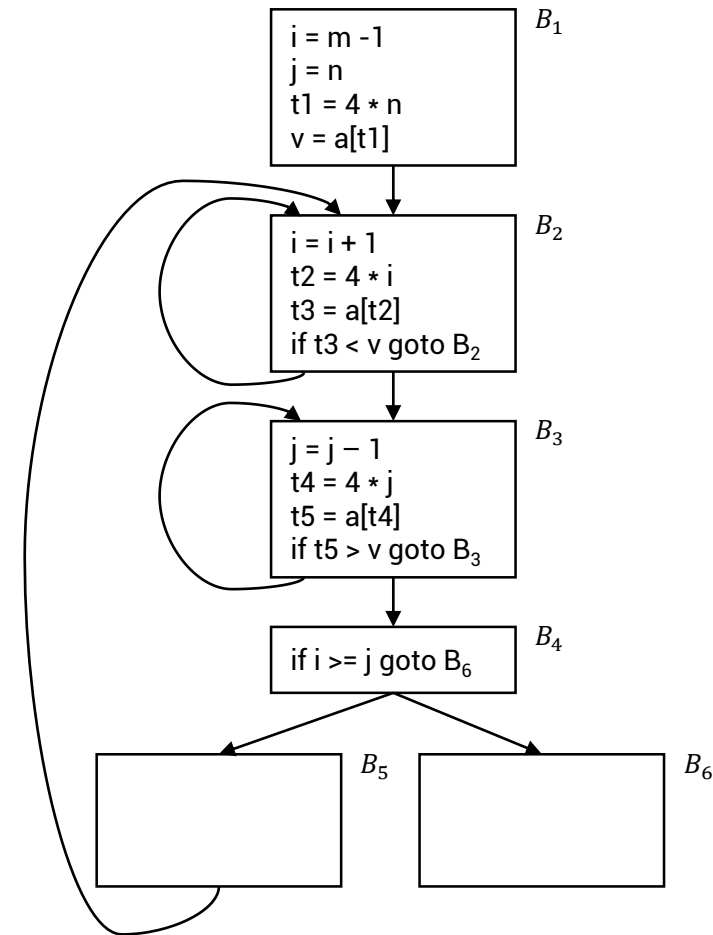 B₁
i = m -1
j = n
t1 = 4 * n
v = a[t1]
B₂
i = i + 1
t2 = 4 * i
t3 = a[t2]
if t3 < v goto B₂
B₃
j = j – 1
t4 = 4 * j
t5 = a[t4]
if t5 > v goto B₃
B₄
if i >= j goto B₆
B₅
B₆